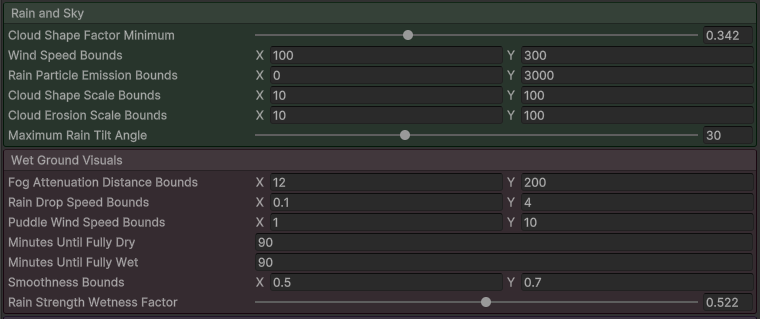 Rain and Sky
Cloud Shape Factor Minimum 0.342
Wind Speed Bounds X 100 Y 300
Rain Particle Emission Bounds X 0 Y 3000
Cloud Shape Scale Bounds X 10 Y 100
Cloud Erosion Scale Bounds X 10 Y 100
Maximum Rain Tilt Angle 30
Wet Ground Visuals
Fog Attenuation Distance Bounds X 12 Y 200
Rain Drop Speed Bounds X 0.1 Y 4
Puddle Wind Speed Bounds X 1 Y 10
Minutes Until Fully Dry 90
Minutes Until Fully Wet 90
Smoothness Bounds X 0.5 Y 0.7
Rain Strength Wetness Factor 0.522